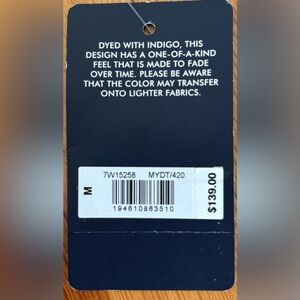 DYED WITH INDIGO, THIS
DESIGN HAS A ONE-OF-A-KIND
FEEL THAT IS MADE TO FADE
OVER TIME. PLEASE BE AWARE
THAT THE COLOR MAY TRANSFER
ONTO LIGHTER FABRICS.
7W15258 MYDT/420
M
194610863510
$139.00